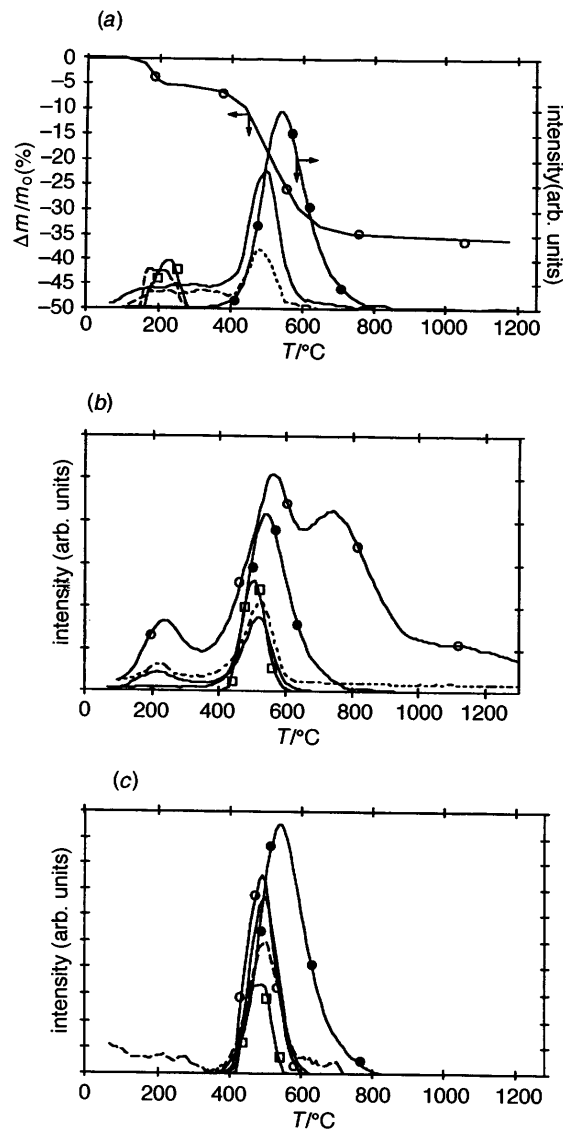 (a)
0
−5
−10
−15
−20
−25
−30
−35
−40
−45
−50
Δm/mo(%)
intensity(arb. units)
0 200 400 600 800 1000 1200
T/°C
(b)
intensity (arb. units)
0 200 400 600 800 1000 1200
T/°C
(c)
intensity (arb. units)
0 200 400 600 800 1000 1200
T/°C